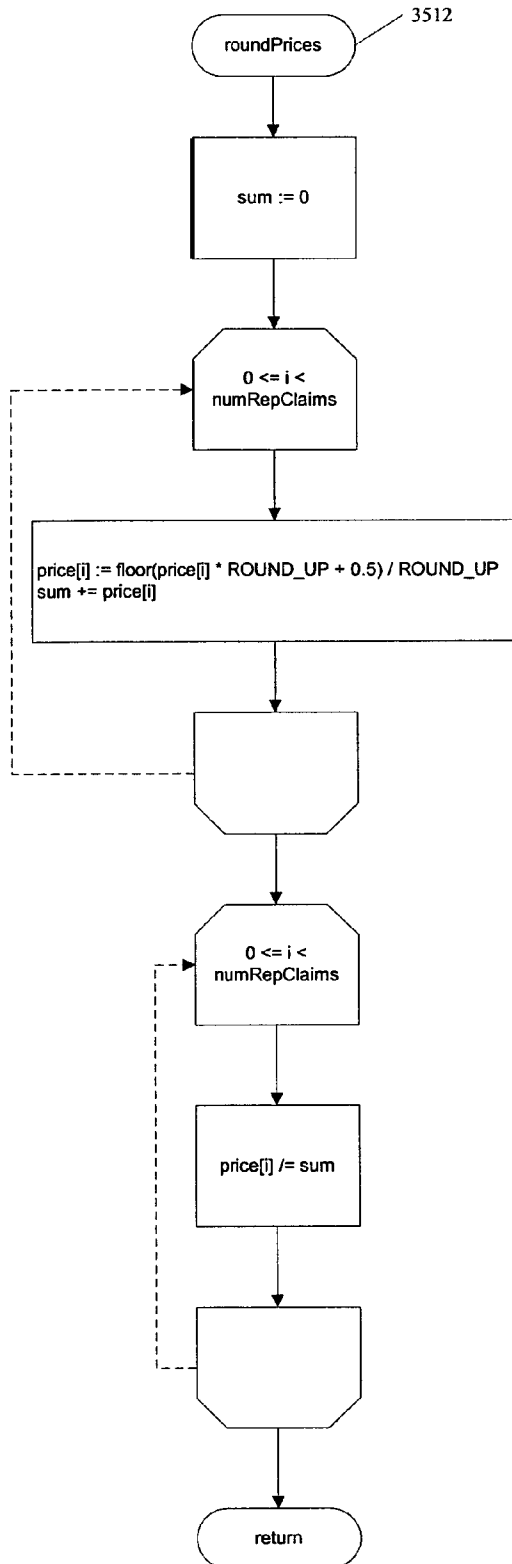 3512
roundPrices
sum := 0
0 <= i <
numRepClaims
price[i] := floor(price[i] * ROUND_UP + 0.5) / ROUND_UP
sum += price[i]
0 <= i <
numRepClaims
price[i] /= sum
return